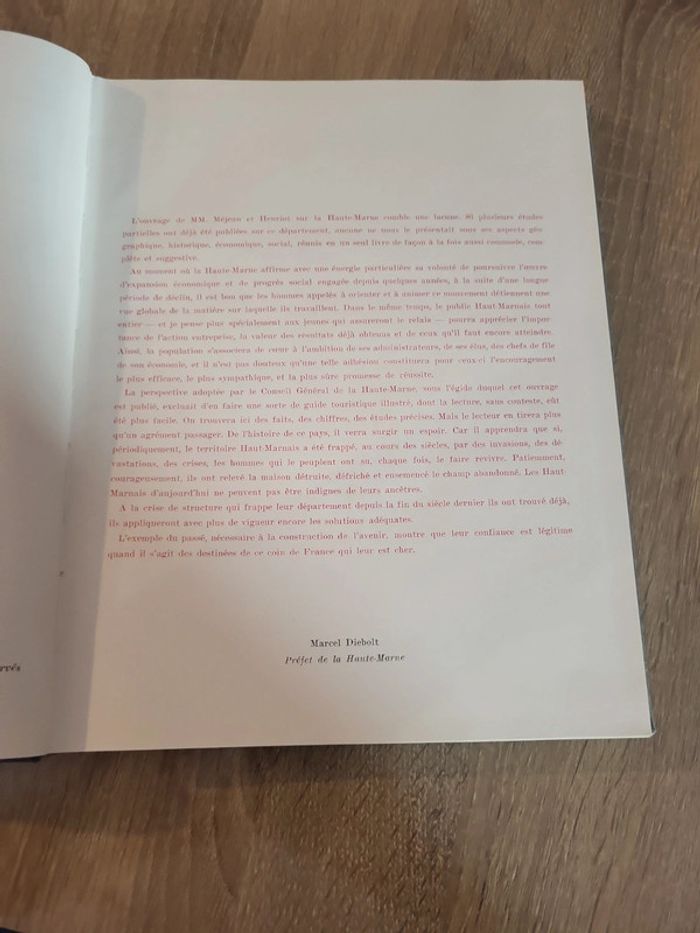 L'ouvrage de MM. Méjean et Henriot sur la Haute-Marne comble une lacune. Si plusieurs études
partielles ont déjà été publiées sur ce département, aucune ne nous le présentait sous ses aspects géo-
graphique, historique, économique, social, réunis en un seul livre de façon à la fois aussi commode, com-
plète et suggestive.
Au moment où la Haute-Marne affirme avec une énergie particulière sa volonté de poursuivre l'œuvre
d'expansion économique et de progrès social engagée depuis quelques années, à la suite d'une longue
période de déclin, il est bon que les hommes appelés à orienter et à animer ce mouvement détiennent une
vue globale de la matière sur laquelle ils travaillent. Dans le même temps, le public Haut-Marnais tout
entier — et je pense plus spécialement aux jeunes qui assureront le relais — pourra apprécier l'impor-
tance de l'action entreprise, la valeur des résultats déjà obtenus et de ceux qu'il faut encore atteindre.
Ainsi, la population s'associera de cœur à l'ambition de ses administrateurs, de ses élus, des chefs de file
de son économie, et il n'est pas douteux qu'une telle adhésion constituera pour ceux-ci l'encouragement
le plus efficace, le plus sympathique, et la plus sûre promesse de réussite.
La perspective adoptée par le Conseil Général de la Haute-Marne, sous l'égide duquel cet ouvrage
est publié, excluait d'en faire une sorte de guide touristique illustré, dont la lecture, sans conteste, eût
été plus facile. On trouvera ici des faits, des chiffres, des études précises. Mais le lecteur en tirera plus
qu'un agrément passager. De l'histoire de ce pays, il verra surgir un espoir. Car il apprendra que si,
périodiquement, le territoire Haut-Marnais a été frappé, au cours des siècles, par des invasions, des dé-
vastations, des crises, les hommes qui le peuplent ont su, chaque fois, le faire revivre. Patiemment,
courageusement, ils ont relevé la maison détruite, défriché et ensemencé le champ abandonné. Les Haut-
Marnais d'aujourd'hui ne peuvent pas être indignes de leurs ancêtres.
A la crise de structure qui frappe leur département depuis la fin du siècle dernier ils ont trouvé déjà,
ils appliqueront avec plus de vigueur encore les solutions adéquates.
L'exemple du passé, nécessaire à la construction de l'avenir, montre que leur confiance est légitime
quand il s'agit des destinées de ce coin de France qui leur est cher.
Marcel Diebolt
Préfet de la Haute-Marne
rvés